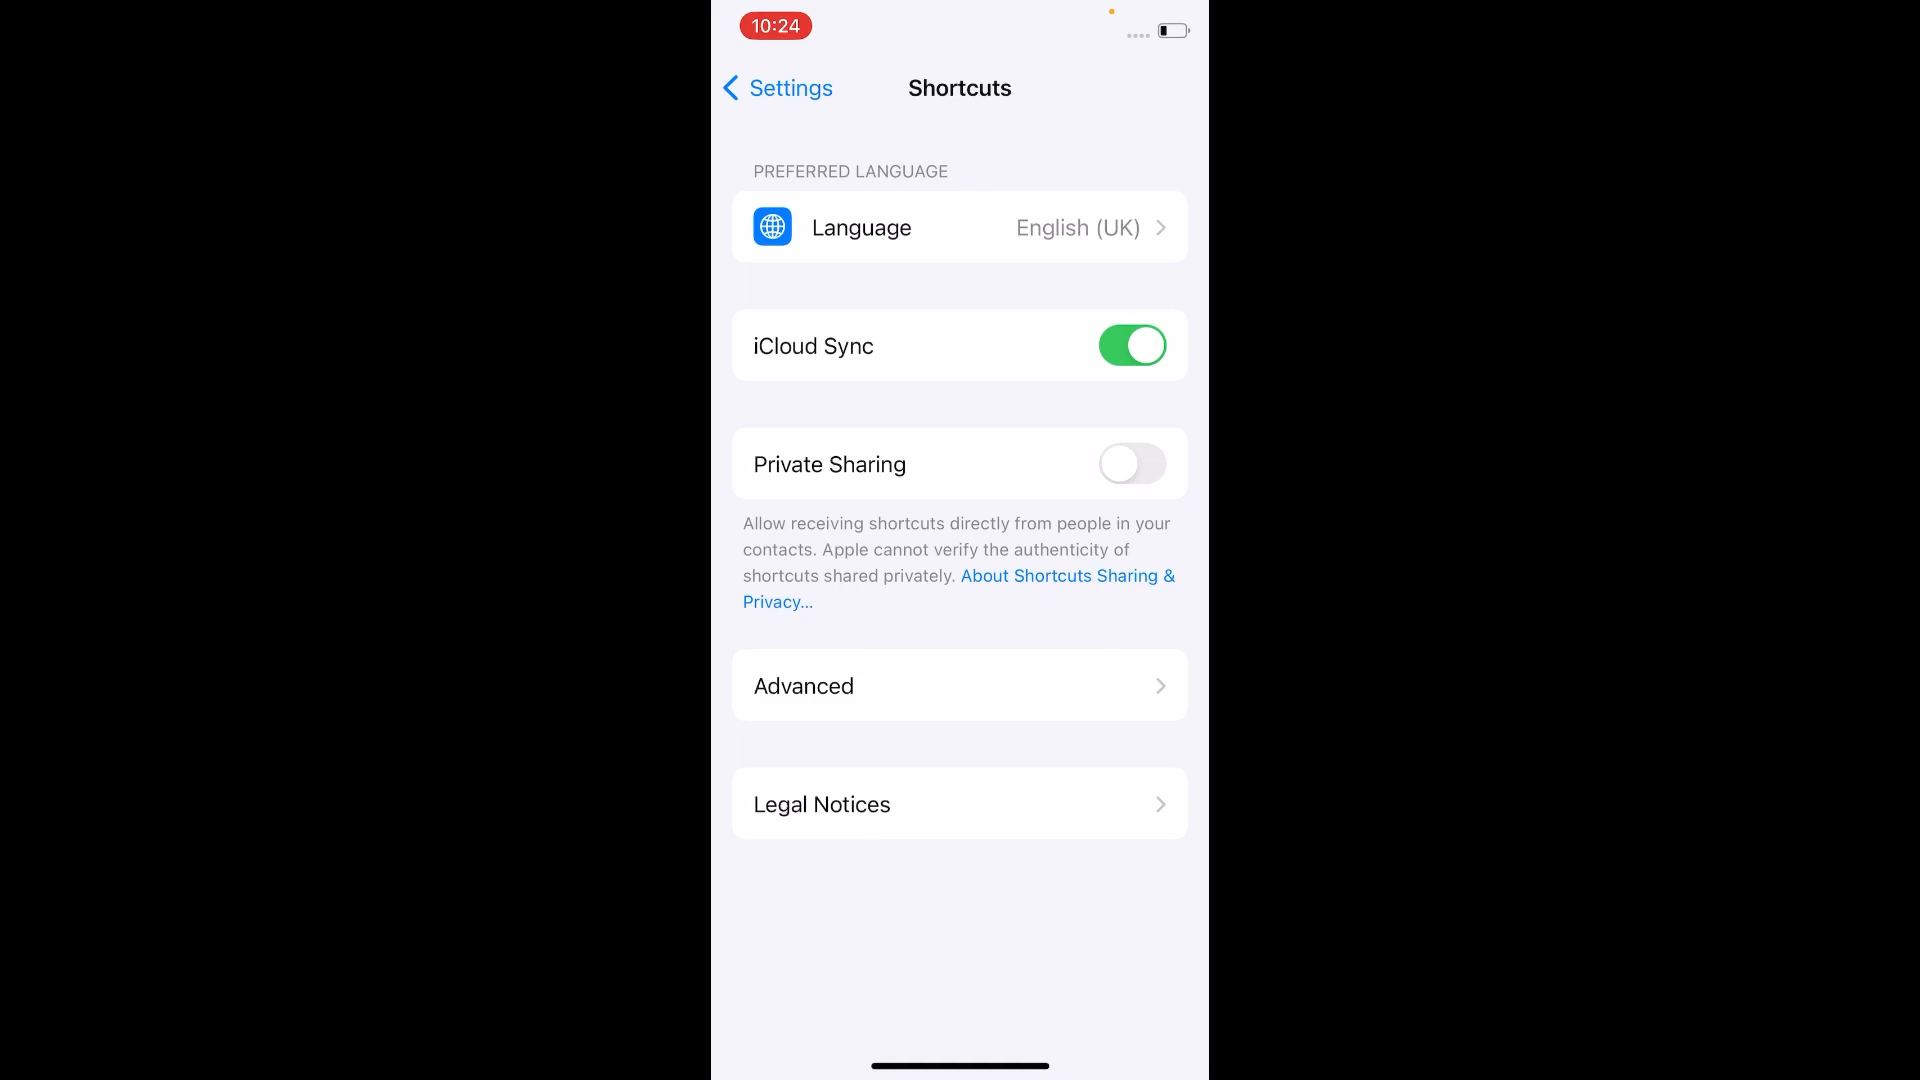 10:24
Settings
Shortcuts
PREFERRED LANGUAGE
Language English (UK)
iCloud Sync
Private Sharing
Allow receiving shortcuts directly from people in your
contacts. Apple cannot verify the authenticity of
shortcuts shared privately. About Shortcuts Sharing &
Privacy...
Advanced
Legal Notices